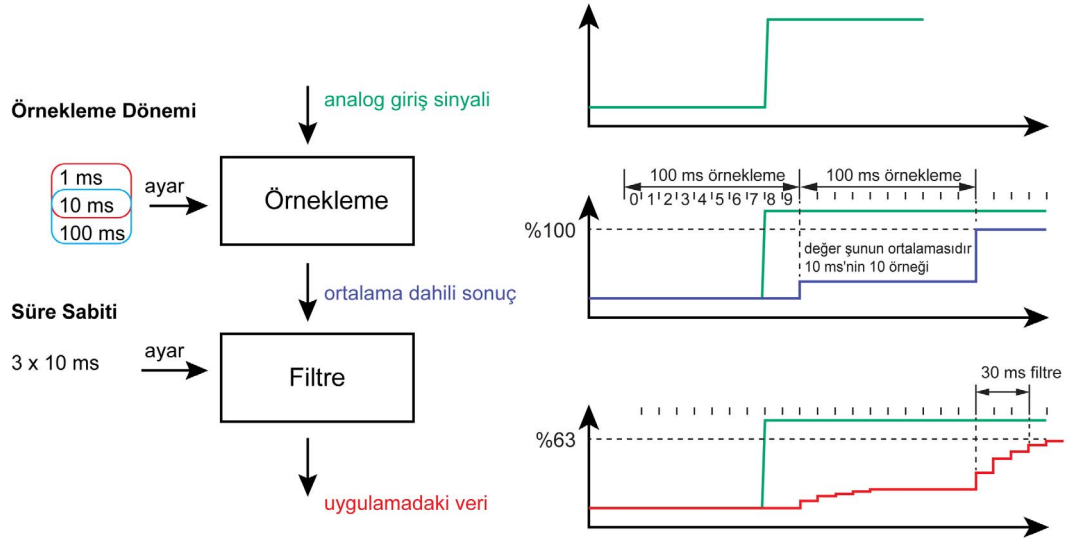 analog giriş sinyali
Örnekleme Dönemi
1 ms
10 ms
100 ms
ayar
Örnekleme
ortalama dahili sonuç
Süre Sabiti
3 x 10 ms
ayar
Filtre
uygulamadaki veri
100 ms örnekleme
100 ms örnekleme
0 1 2 3 4 5 6 7 8 9
%100
değer şunun ortalamasıdır
10 ms'nin 10 örneği
30 ms filtre
%63